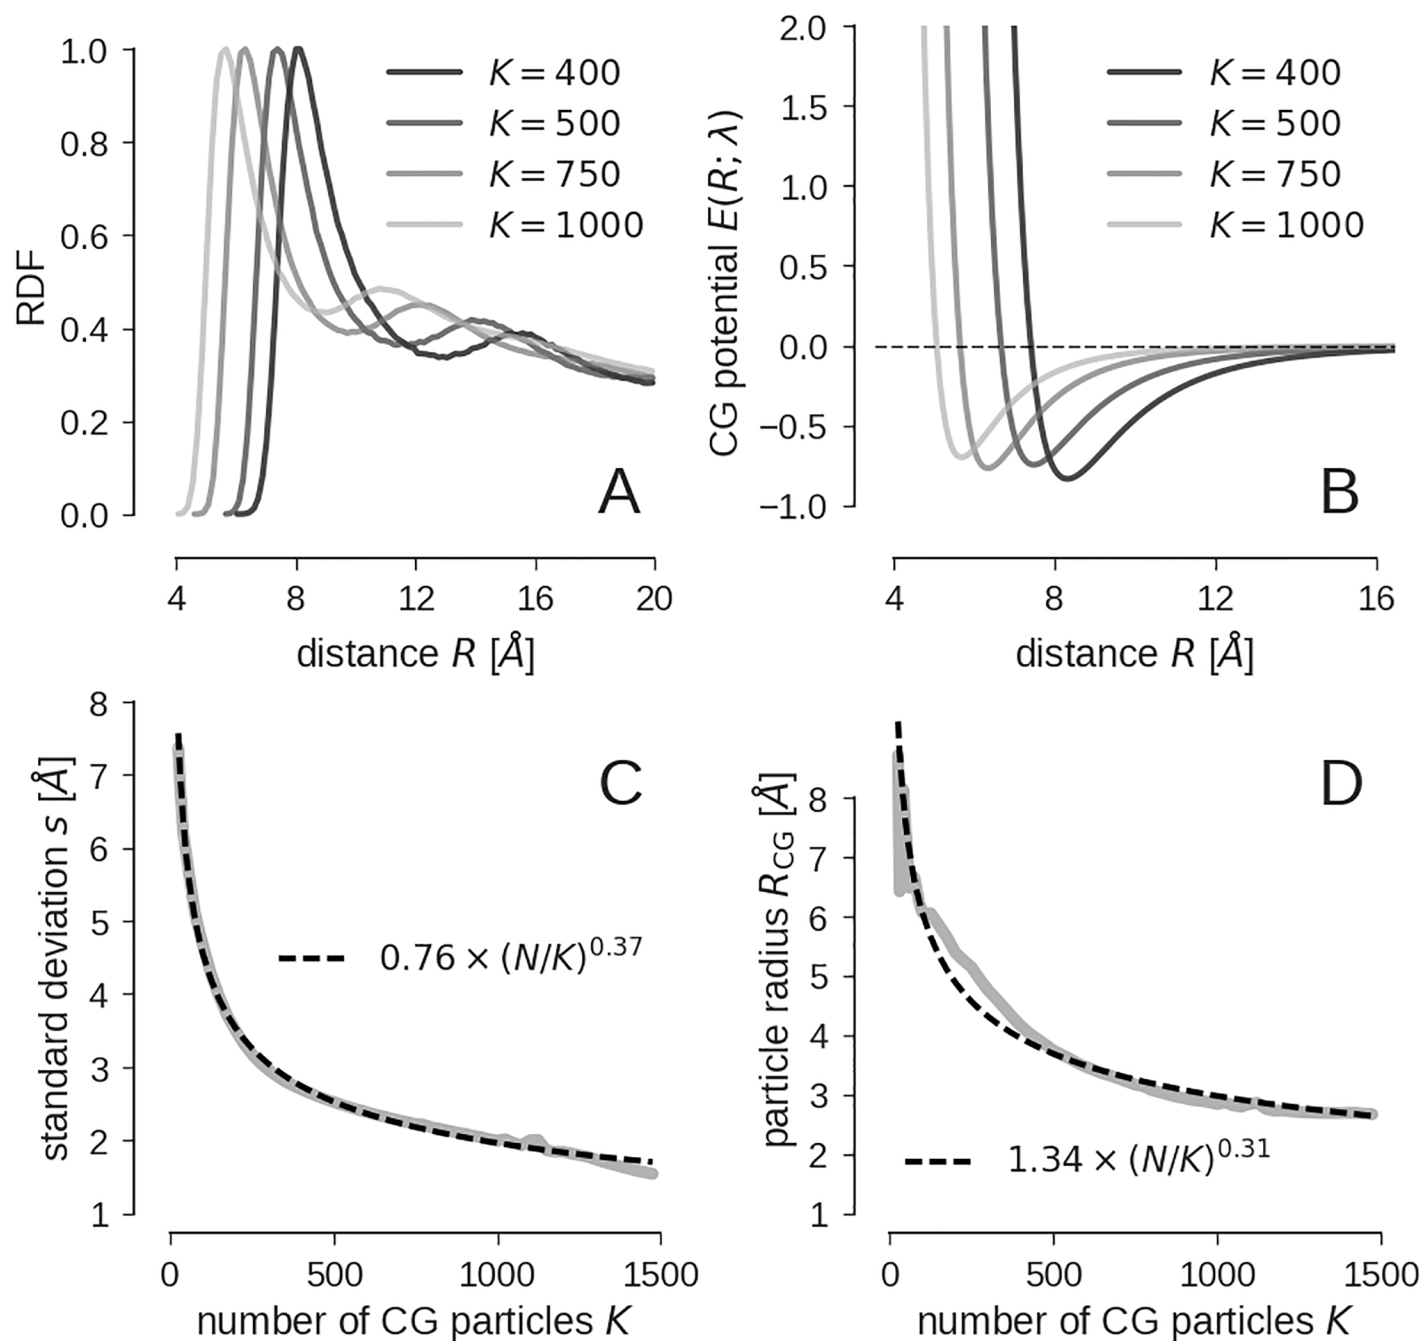 RDF
1.0
0.8
0.6
0.4
0.2
0.0
K = 400
K = 500
K = 750
K = 1000
A
4 8 12 16 20
distance R [Å]
CG potential E(R; λ)
2.0
1.5
1.0
0.5
0.0
−0.5
−1.0
K = 400
K = 500
K = 750
K = 1000
B
4 8 12 16
distance R [Å]
standard deviation s [Å]
8
7
6
5
4
3
2
1
C
0.76 × (N/K)^0.37
0 500 1000 1500
number of CG particles K
particle radius R_CG [Å]
8
7
6
5
4
3
2
1
D
1.34 × (N/K)^0.31
0 500 1000 1500
number of CG particles K